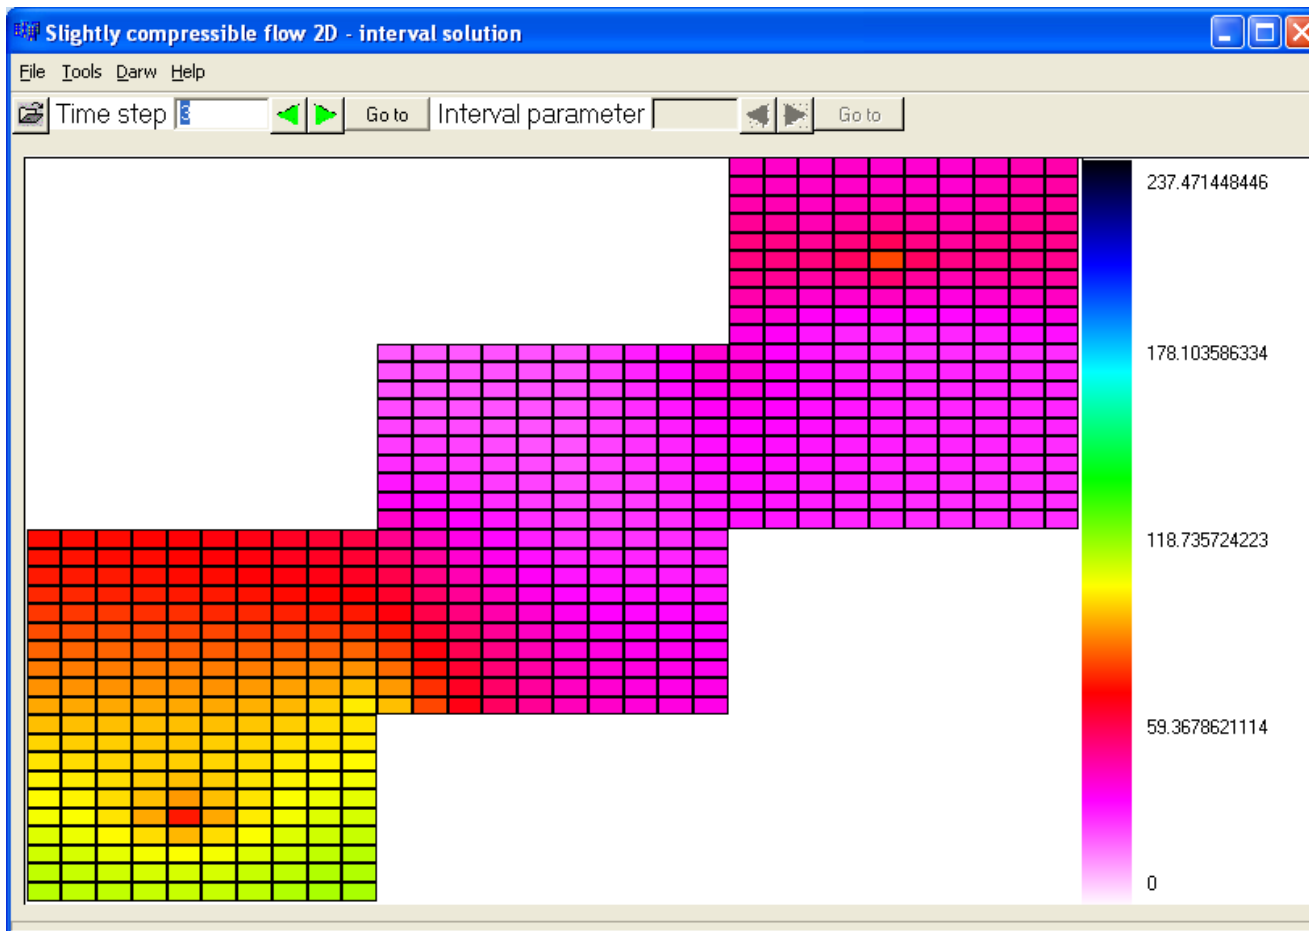 Slightly compressible flow 2D - interval solution
File Tools Darw Help
Time step 3 Go to Interval parameter Go to
237.471448446
178.103586334
118.735724223
59.3678621114
0